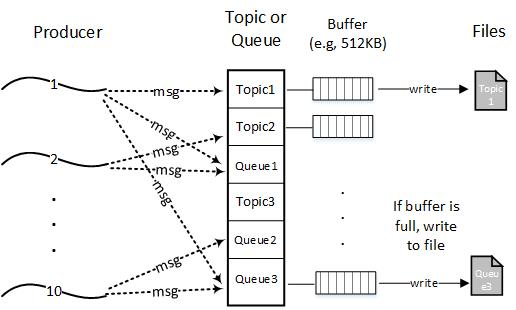 Producer
Topic or
Queue
Buffer
(e.g, 512KB)
Files
1
msg
Topic1
write
Topic
1
msg
Topic2
2
msg
msg
Queue1
msg
Topic3
If buffer is
full, write
to file
Queue2
msg
10
msg
Queue3
write
Queu
e3